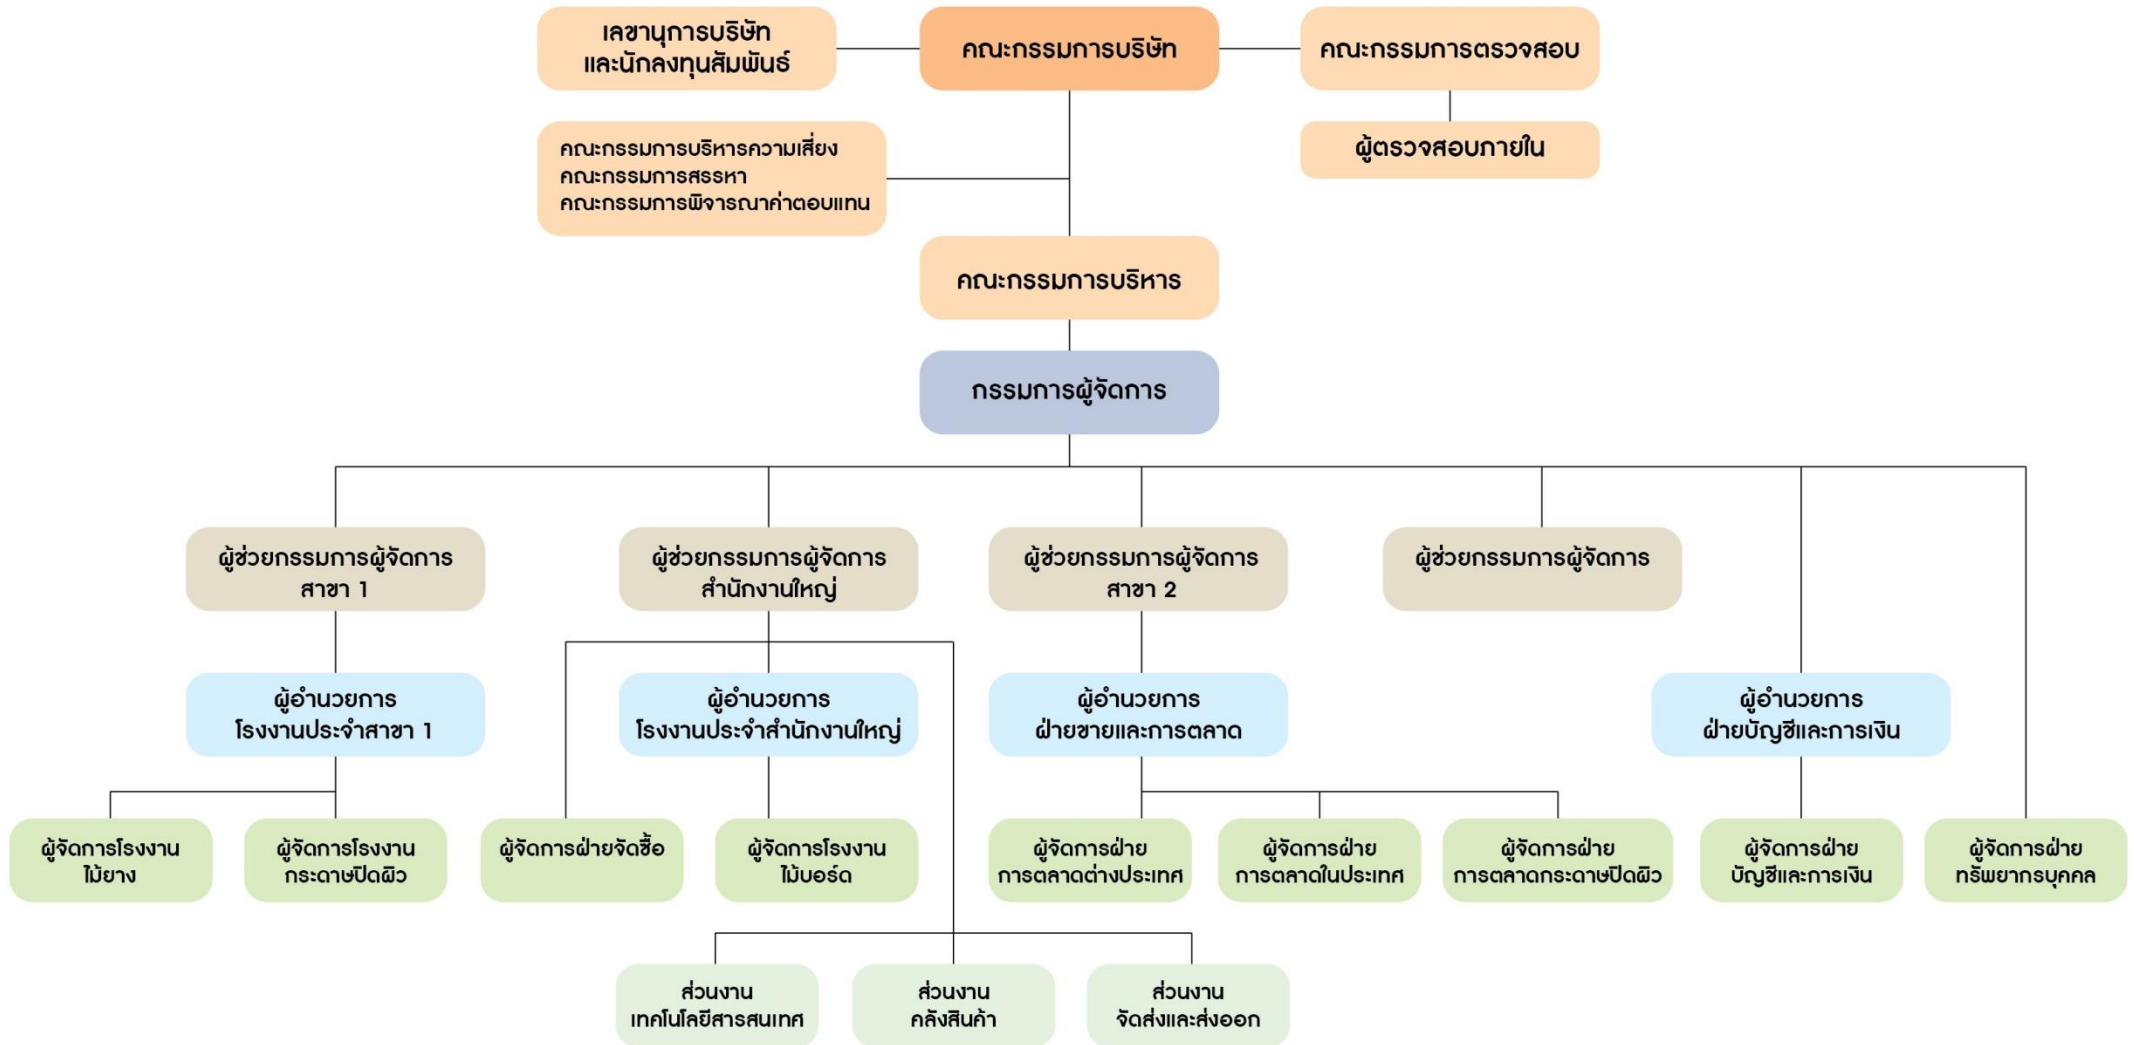 เลขานุการบริษัท
และนักลงทุนสัมพันธ์
คณะกรรมการบริษัท
คณะกรรมการตรวจสอบ
คณะกรรมการบริหารความเสี่ยง
คณะกรรมการสรรหา
คณะกรรมการพิจารณาค่าตอบแทน
ผู้ตรวจสอบภายใน
คณะกรรมการบริหาร
กรรมการผู้จัดการ
ผู้ช่วยกรรมการผู้จัดการ
สาขา 1
ผู้ช่วยกรรมการผู้จัดการ
สำนักงานใหญ่
ผู้ช่วยกรรมการผู้จัดการ
สาขา 2
ผู้ช่วยกรรมการผู้จัดการ
ผู้อำนวยการ
โรงงานประจำสาขา 1
ผู้อำนวยการ
โรงงานประจำสำนักงานใหญ่
ผู้อำนวยการ
ฝ่ายขายและการตลาด
ผู้อำนวยการ
ฝ่ายบัญชีและการเงิน
ผู้จัดการโรงงาน
ไม้ยาง
ผู้จัดการโรงงาน
กระดาษปิดผิว
ผู้จัดการฝ่ายจัดซื้อ
ผู้จัดการโรงงาน
ไม้บอร์ด
ผู้จัดการฝ่าย
การตลาดต่างประเทศ
ผู้จัดการฝ่าย
การตลาดในประเทศ
ผู้จัดการฝ่าย
การตลาดกระดาษปิดผิว
ผู้จัดการฝ่าย
บัญชีและการเงิน
ผู้จัดการฝ่าย
ทรัพยากรบุคคล
ส่วนงาน
เทคโนโลยีสารสนเทศ
ส่วนงาน
คลังสินค้า
ส่วนงาน
จัดส่งและส่งออก